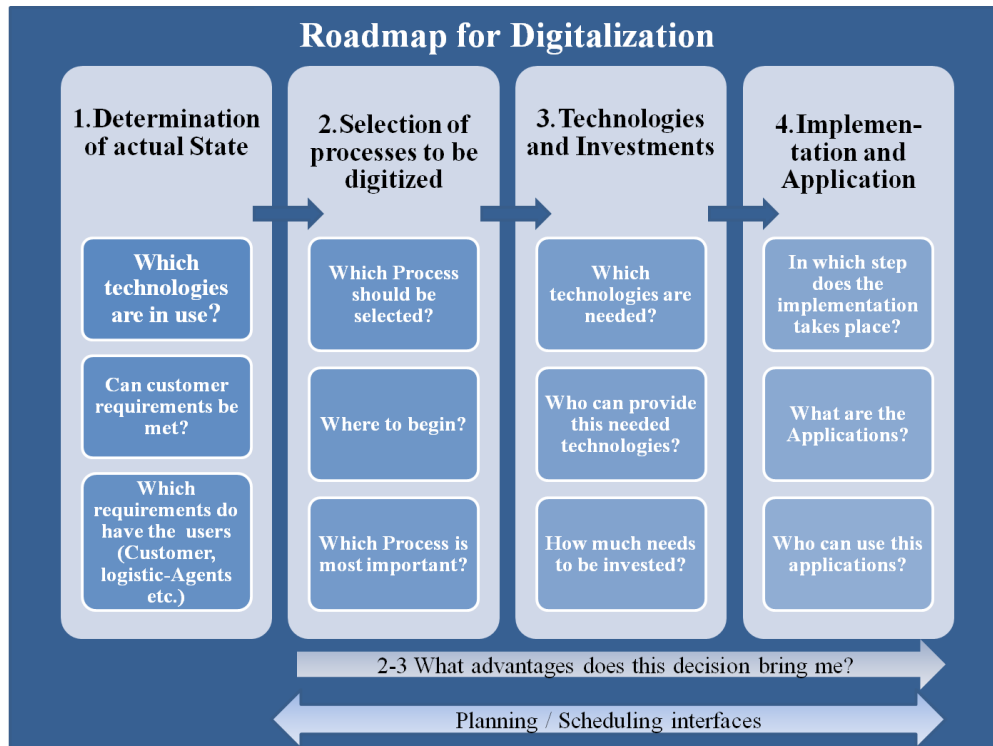 Roadmap for Digitalization
1.Determination
of actual State
Which
technologies
are in use?
Can customer
requirements be
met?
Which
requirements do
have the users
(Customer,
logistic-Agents
etc.)
2.Selection of
processes to be
digitized
Which Process
should be
selected?
Where to begin?
Which Process is
most important?
3. Technologies
and Investments
Which
technologies are
needed?
Who can provide
this needed
technologies?
How much needs
to be invested?
4. Implemen-
tation and
Application
In which step
does the
implementation
takes place?
What are the
Applications?
Who can use this
applications?
2-3 What advantages does this decision bring me?
Planning / Scheduling interfaces